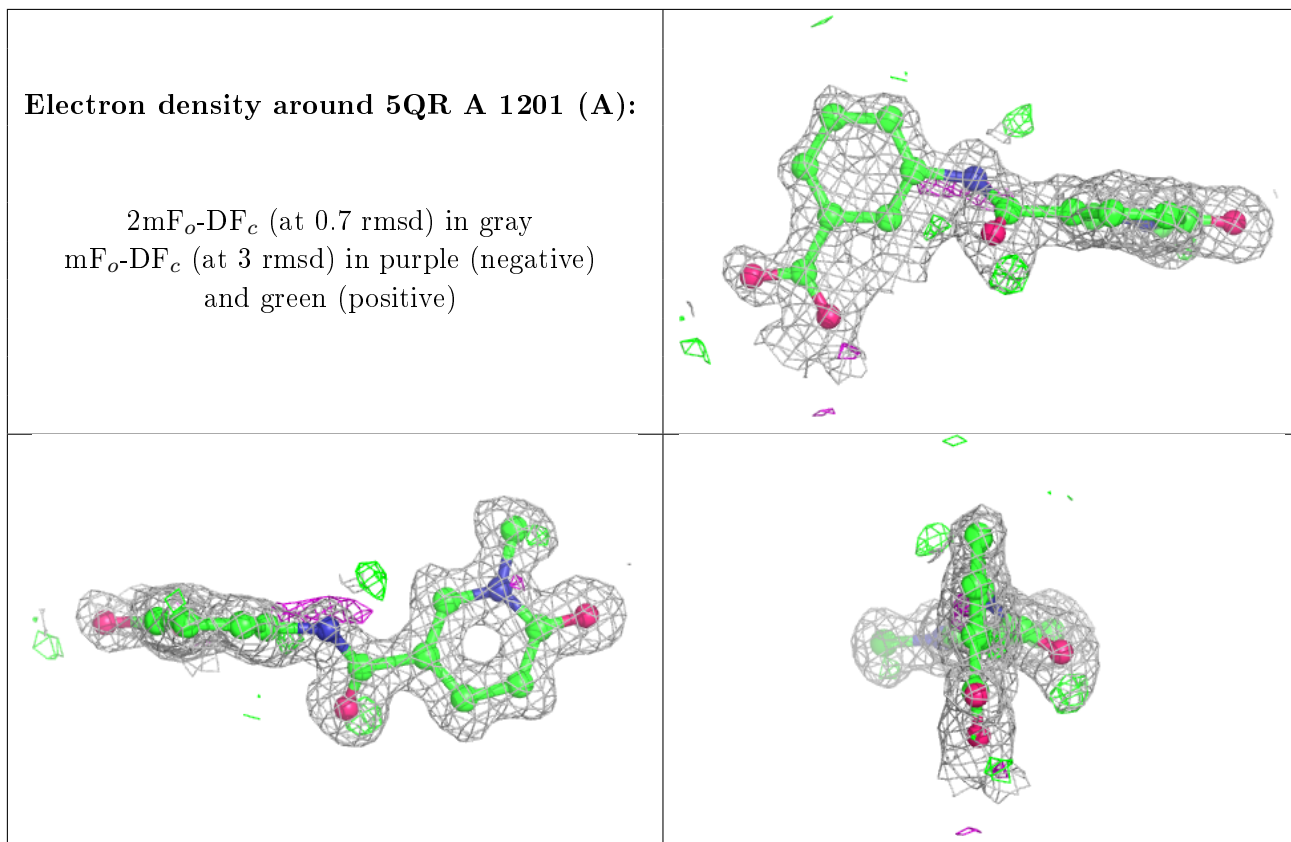 Electron density around 5QR A 1201 (A):
2mFo-DFc (at 0.7 rmsd) in gray
mFo-DFc (at 3 rmsd) in purple (negative)
and green (positive)